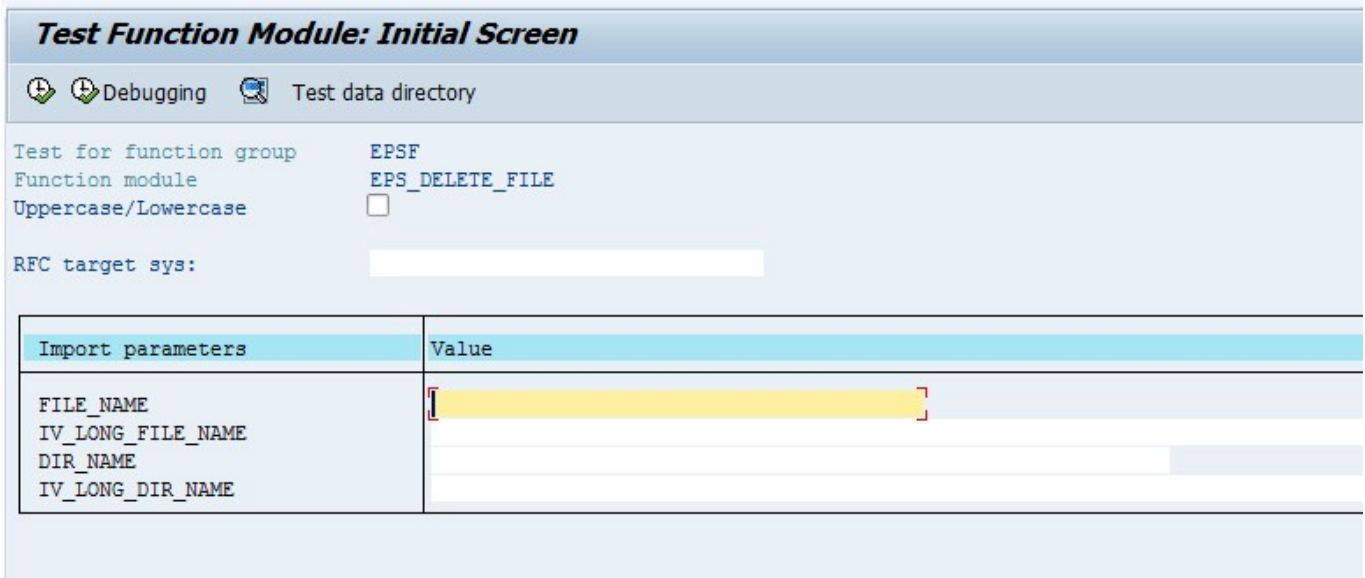 Test Function Module: Initial Screen
Debugging Test data directory
Test for function group EPSF
Function module EPS_DELETE_FILE
Uppercase/Lowercase
RFC target sys:
Import parameters Value
FILE_NAME
IV_LONG_FILE_NAME
DIR_NAME
IV_LONG_DIR_NAME